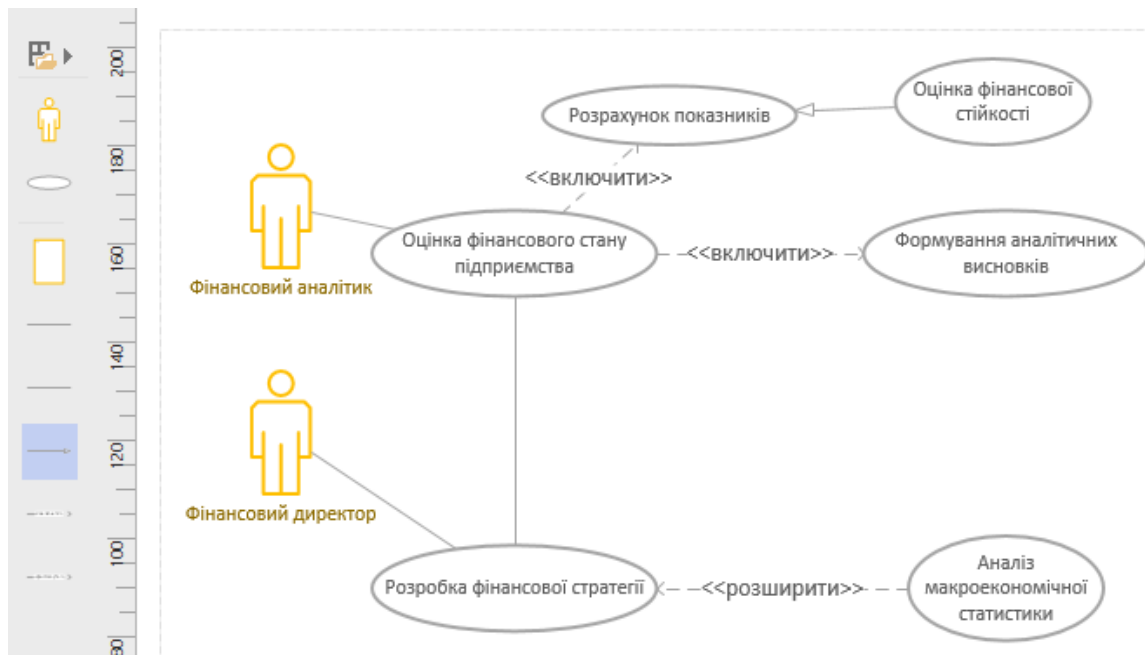 200
180
160
140
120
100
80
Оцінка фінансової
стійкості
Розрахунок показників
<<включити>>
Оцінка фінансового стану
підприємства
<<включити>>
Формування аналітичних
висновків
Фінансовий аналітик
Фінансовий директор
Розробка фінансової стратегії
<<розширити>>
Аналіз
макроекономічної
статистики